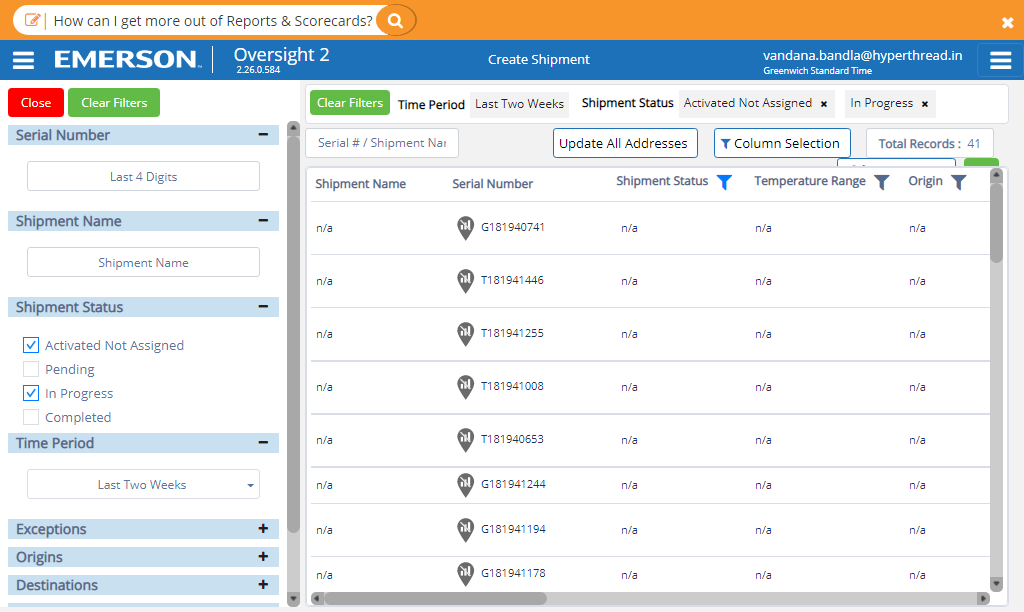 How can I get more out of Reports & Scorecards?
EMERSON Oversight 2
2.26.0.584
Create Shipment
vandana.bandla@hyperthread.in
Greenwich Standard Time
Close Clear Filters
Serial Number
Last 4 Digits
Shipment Name
Shipment Name
Shipment Status
Activated Not Assigned
Pending
In Progress
Completed
Time Period
Last Two Weeks
Exceptions
Origins
Destinations
Clear Filters Time Period Last Two Weeks Shipment Status Activated Not Assigned × In Progress ×
Serial # / Shipment Nar Update All Addresses Column Selection Total Records : 41
Shipment Name Serial Number Shipment Status Temperature Range Origin
n/a G181940741 n/a n/a n/a
n/a T181941446 n/a n/a n/a
n/a T181941255 n/a n/a n/a
n/a T181941008 n/a n/a n/a
n/a T181940653 n/a n/a n/a
n/a G181941244 n/a n/a n/a
n/a G181941194 n/a n/a n/a
n/a G181941178 n/a n/a n/a